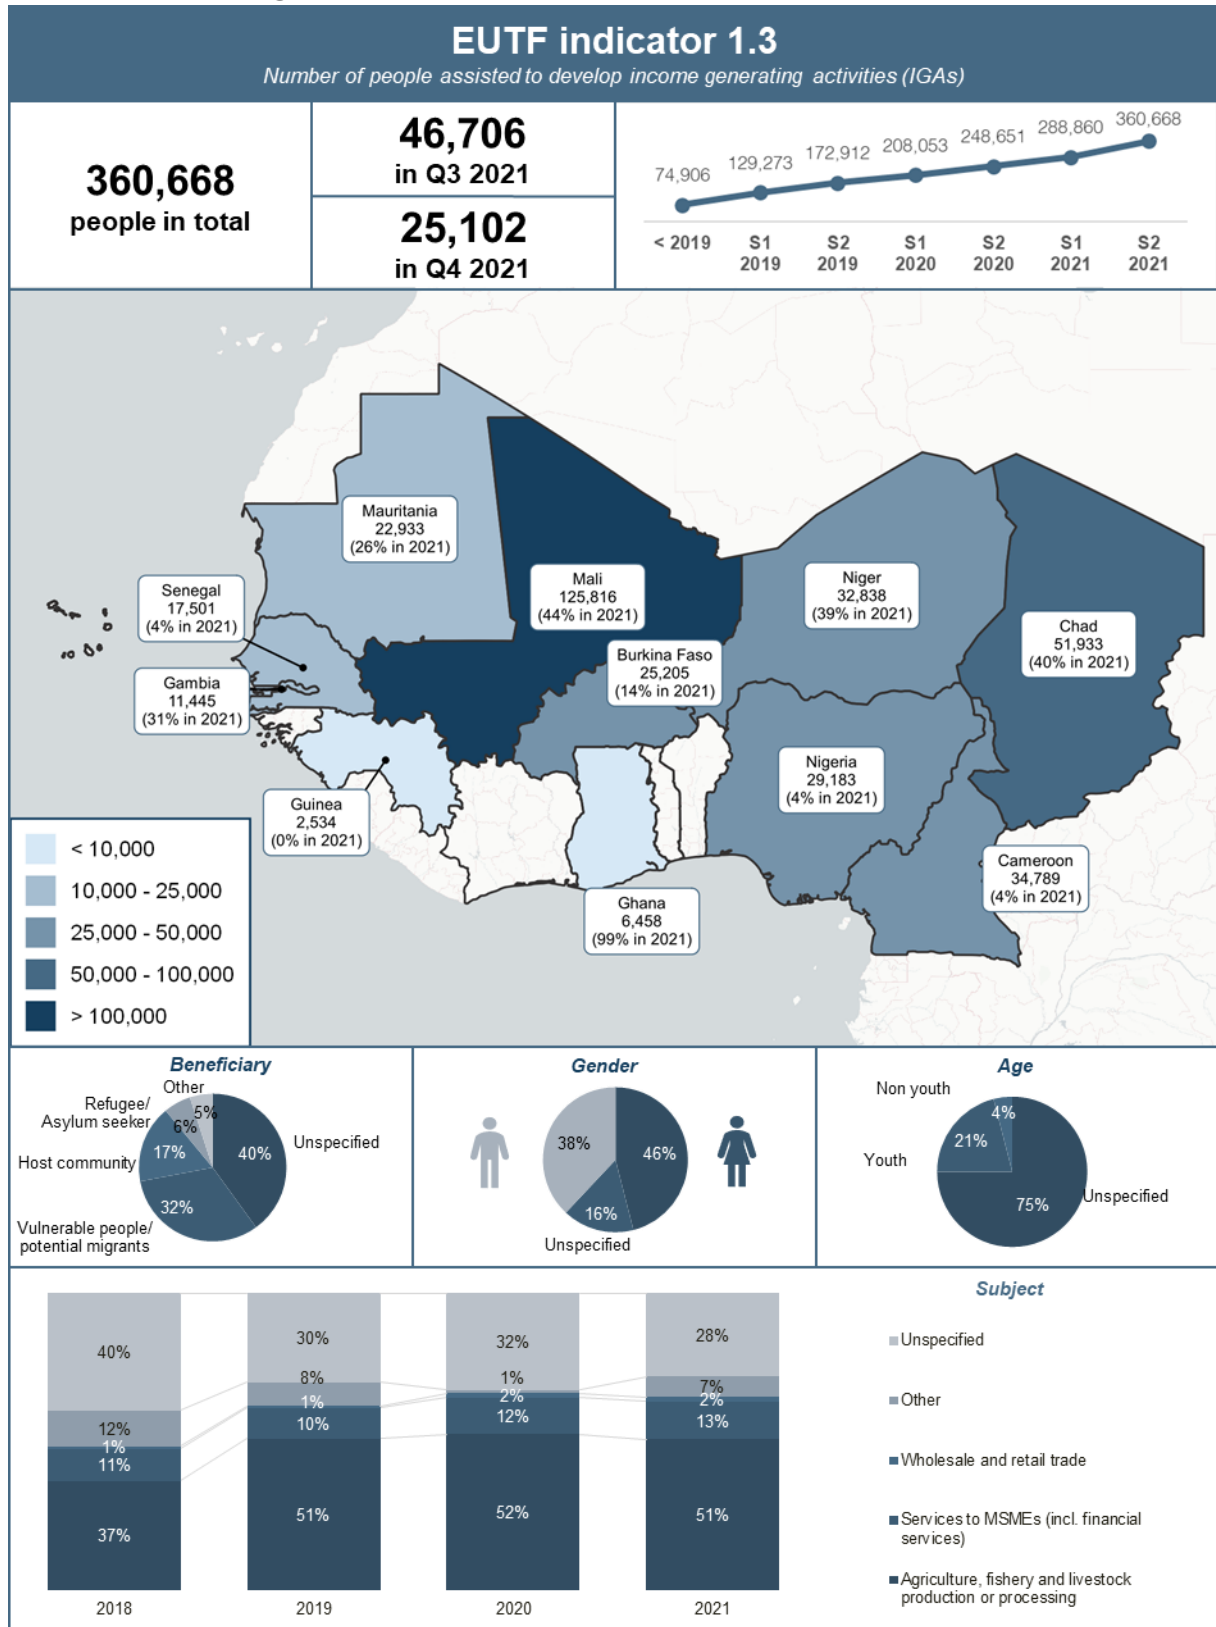 EUTF indicator 1.3
Number of people assisted to develop income generating activities (IGAs)
360,668
people in total
46,706
in Q3 2021
25,102
in Q4 2021
74,906
129,273
172,912
208,053
248,651
288,860
360,668
< 2019
S1
2019
S2
2019
S1
2020
S2
2020
S1
2021
S2
2021
Mauritania
22,933
(26% in 2021)
Mali
125,816
(44% in 2021)
Niger
32,838
(39% in 2021)
Chad
51,933
(40% in 2021)
Senegal
17,501
(4% in 2021)
Burkina Faso
25,205
(14% in 2021)
Gambia
11,445
(31% in 2021)
Nigeria
29,183
(4% in 2021)
Guinea
2,534
(0% in 2021)
Cameroon
34,789
(4% in 2021)
Ghana
6,458
(99% in 2021)
< 10,000
10,000 - 25,000
25,000 - 50,000
50,000 - 100,000
> 100,000
Beneficiary
Other
5%
Refugee/
Asylum seeker
6%
Host community
17%
40%
Unspecified
32%
Vulnerable people/
potential migrants
Gender
38%
46%
16%
Unspecified
Age
Non youth
4%
21%
Youth
75%
Unspecified
40%
12%
1%
11%
37%
2018
30%
8%
1%
10%
51%
2019
32%
1%
2%
12%
52%
2020
28%
7%
2%
13%
51%
2021
Subject
Unspecified
Other
Wholesale and retail trade
Services to MSMEs (incl. financial
services)
Agriculture, fishery and livestock
production or processing